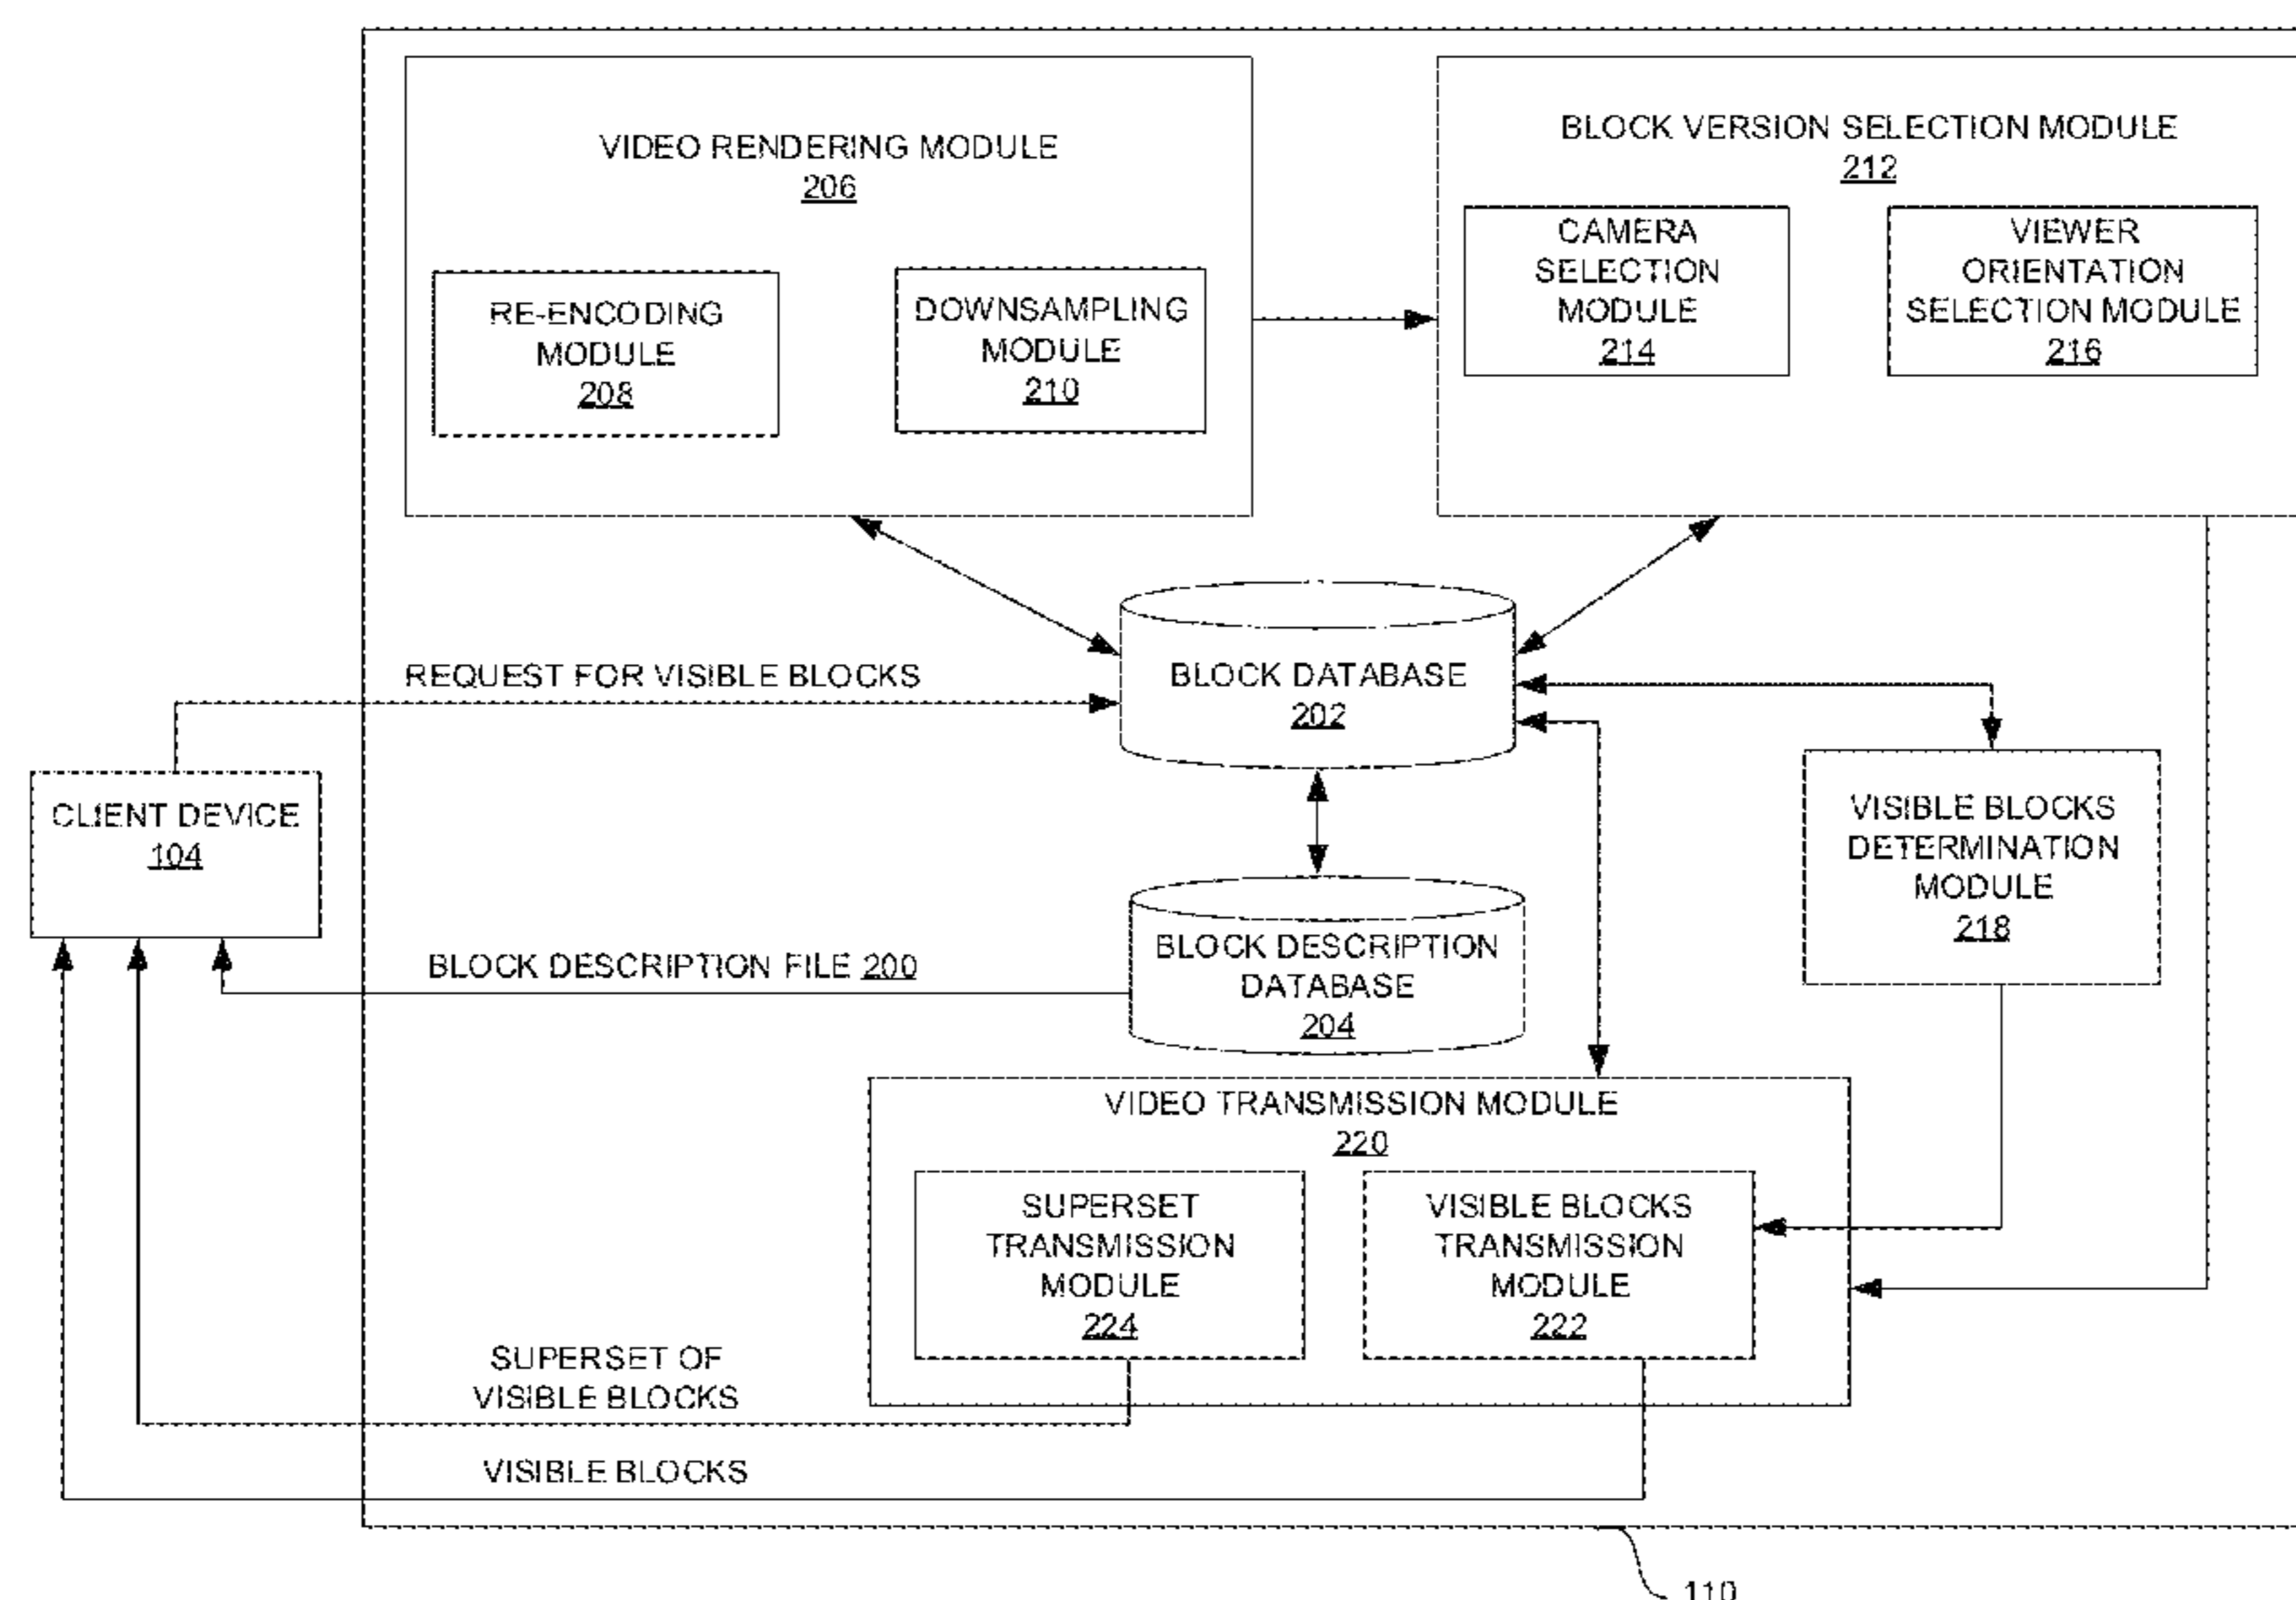 VIDEO RENDERING MODULE
206
RE-ENCODING
MODULE
208
DOWNSAMPLING
MODULE
210
BLOCK VERSION SELECTION MODULE
212
CAMERA
SELECTION
MODULE
214
VIEWER
ORIENTATION
SELECTION MODULE
216
REQUEST FOR VISIBLE BLOCKS
BLOCK DATABASE
202
CLIENT DEVICE
104
VISIBLE BLOCKS
DETERMINATION
MODULE
218
BLOCK DESCRIPTION FILE 200
BLOCK DESCRIPTION
DATABASE
204
VIDEO TRANSMISSION MODULE
220
SUPERSET
TRANSMISSION
MODULE
224
VISIBLE BLOCKS
TRANSMISSION
MODULE
222
SUPERSET OF
VISIBLE BLOCKS
VISIBLE BLOCKS
110